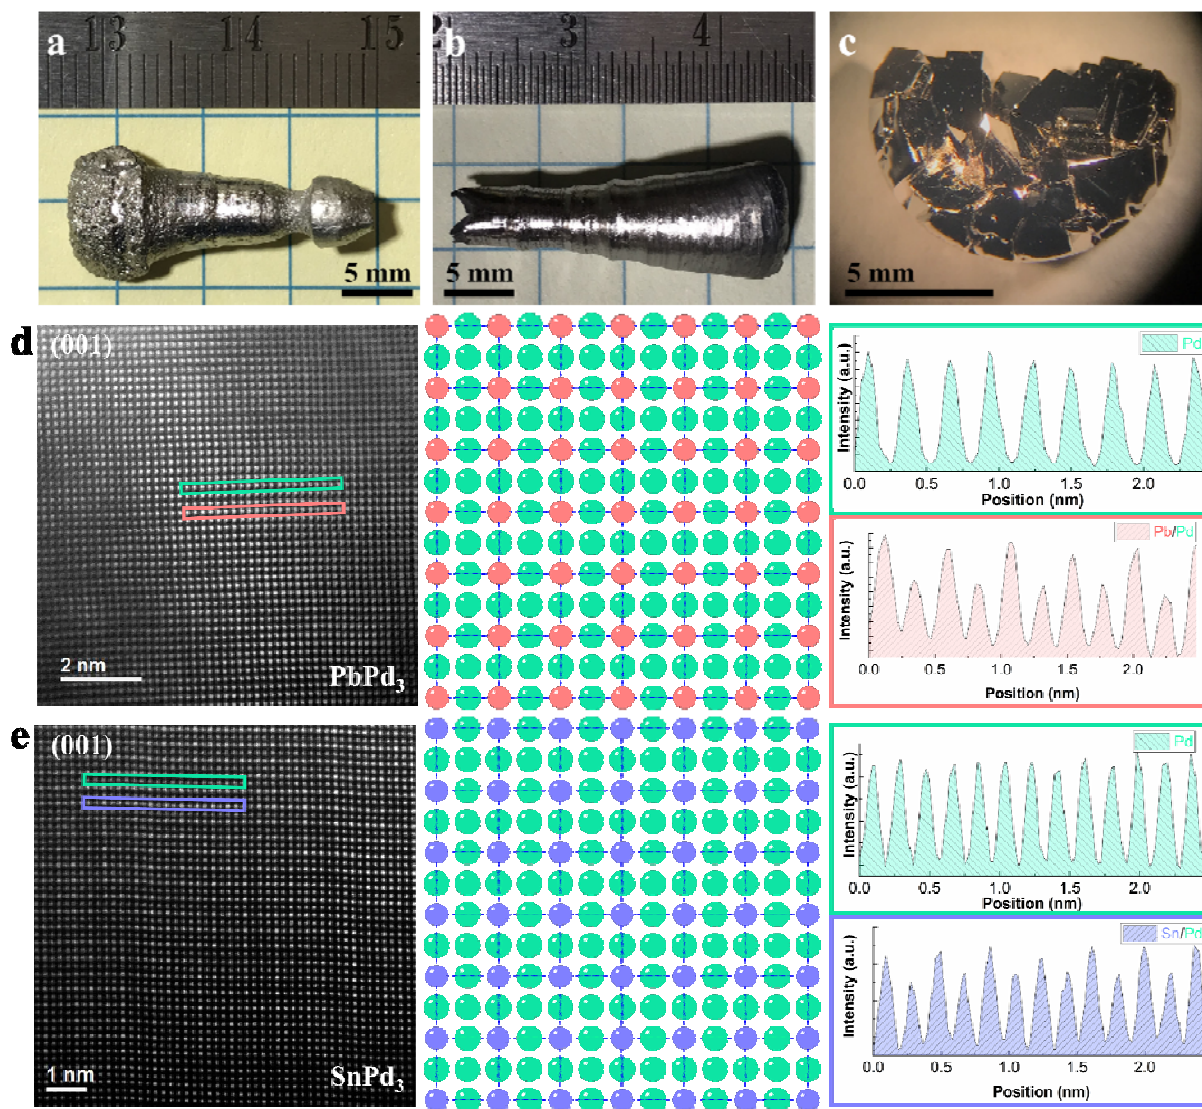 a
13 14 15
5 mm
b
2 3 4
5 mm
c
5 mm
d
(001)
2 nm
PbPd₃
Pd
Intensity (a.u.)
0.0 0.5 1.0 1.5 2.0
Position (nm)
Pb/Pd
Intensity (a.u.)
0.0 0.5 1.0 1.5 2.0
Position (nm)
e
(001)
1 nm
SnPd₃
Pd
Intensity (a.u.)
0.0 0.5 1.0 1.5 2.0
Position (nm)
Sn/Pd
Intensity (a.u.)
0.0 0.5 1.0 1.5 2.0
Position (nm)